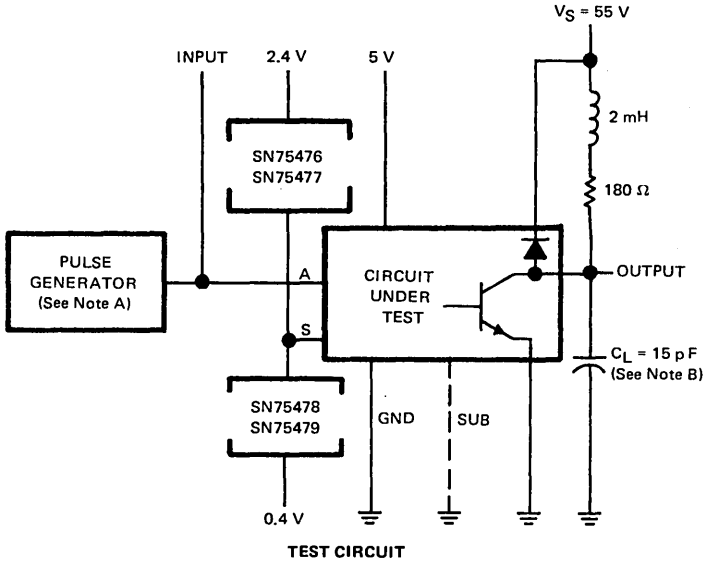 VS = 55 V
INPUT
2.4 V
5 V
2 mH
SN75476
SN75477
180 Ω
PULSE
GENERATOR
(See Note A)
A
CIRCUIT
UNDER
TEST
OUTPUT
S
CL = 15 pF
(See Note B)
SN75478
SN75479
GND
SUB
0.4 V
TEST CIRCUIT